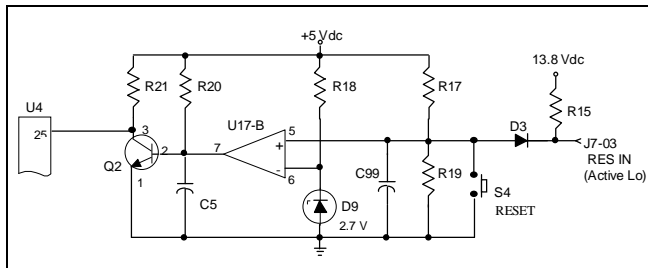 +5 Vdc
13.8 Vdc
R21
R20
R18
R17
R15
U4
U17-B
25
3
2
7
5
+
D3
J7-03
RES IN
(Active Lo)
Q2
1
-
6
C99
R19
S4
RESET
C5
r
D9
2.7 V